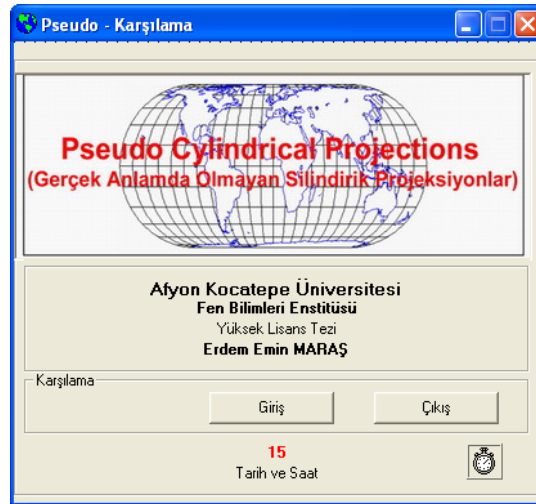 Pseudo - Karşılama
Pseudo Cylindrical Projections
(Gerçek Anlamda Olmayan Silindirik Projeksiyonlar)
Afyon Kocatepe Üniversitesi
Fen Bilimleri Enstitüsü
Yüksek Lisans Tezi
Erdem Emin MARAŞ
Karşılama
Giriş
Çıkış
15
Tarih ve Saat